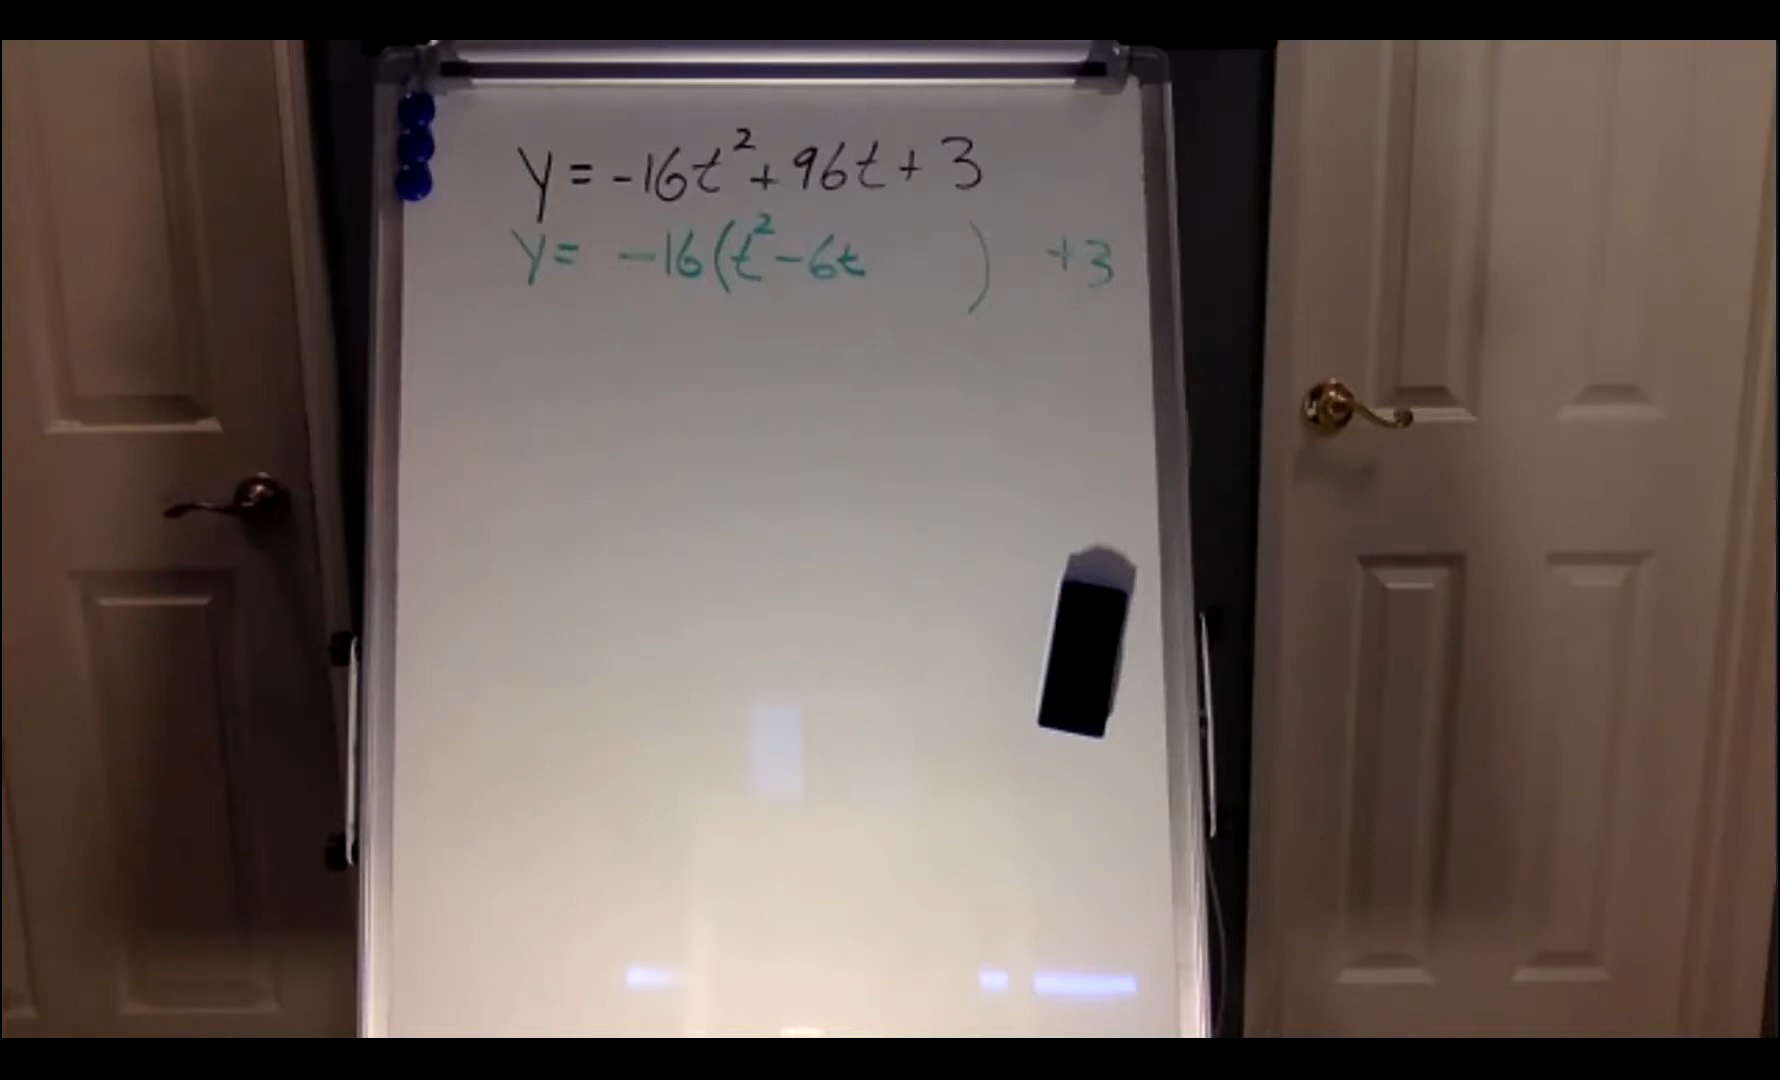 y = -16t² + 96t + 3
y = -16(t² - 6t      ) + 3